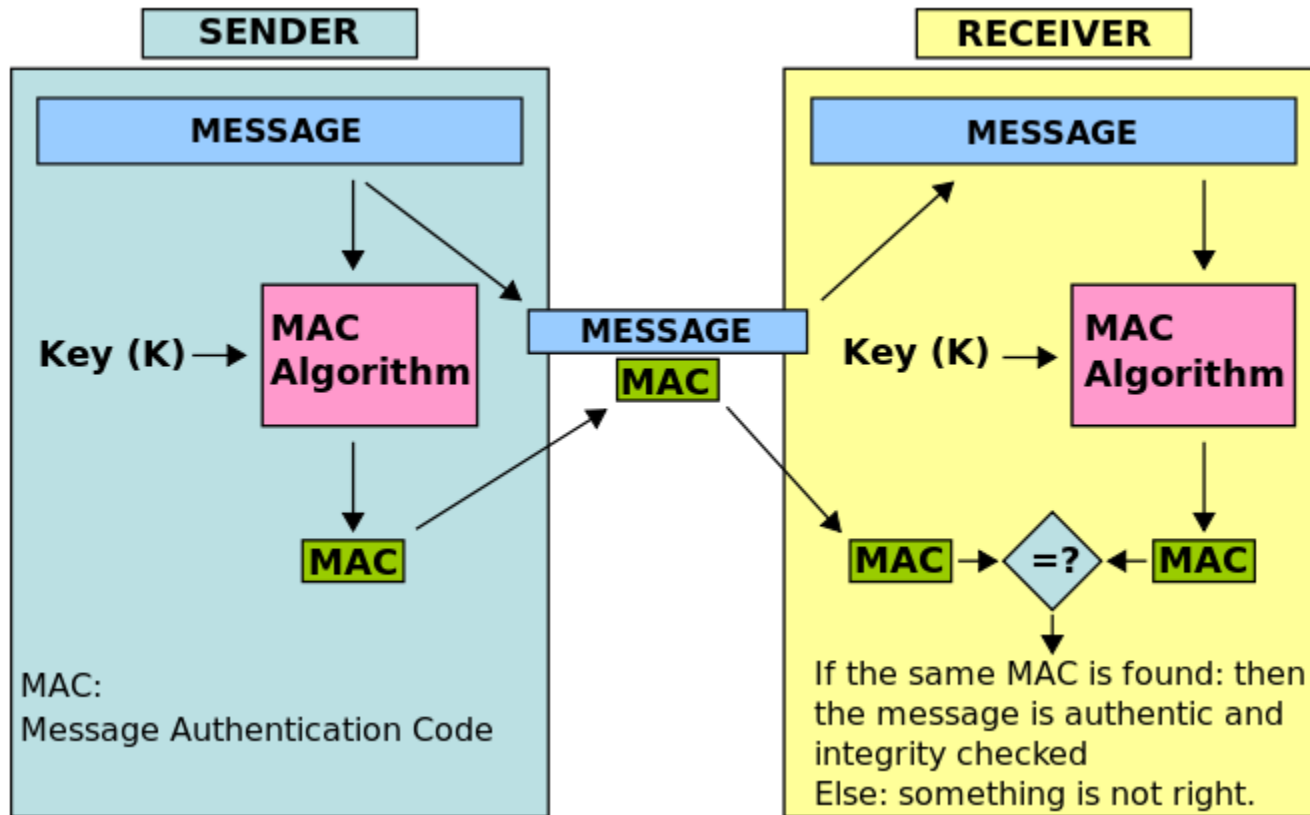 SENDER
MESSAGE
Key (K)
MAC
Algorithm
MAC
MAC:
Message Authentication Code
MESSAGE
MAC
RECEIVER
MESSAGE
Key (K)
MAC
Algorithm
MAC
=?
MAC
If the same MAC is found: then
the message is authentic and
integrity checked
Else: something is not right.